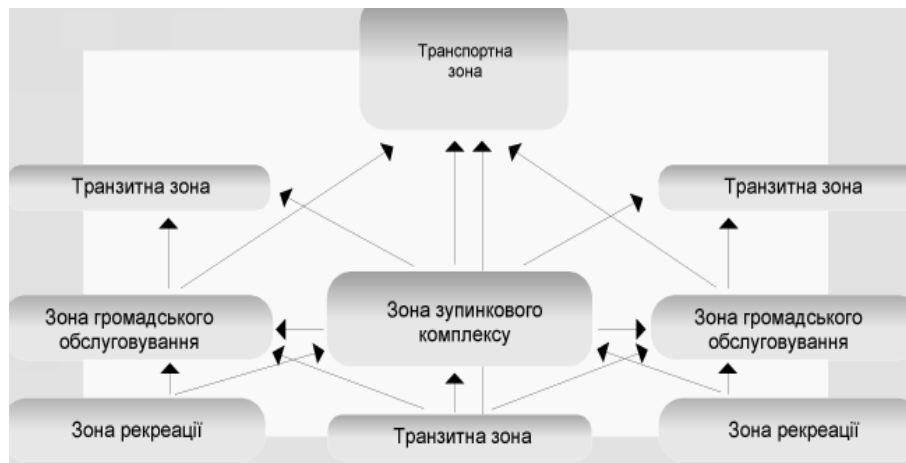 Транспортна
зона
Транзитна зона
Транзитна зона
Зона зупинкового
комплексу
Зона громадського
обслуговування
Зона громадського
обслуговування
Зона рекреації
Транзитна зона
Зона рекреації